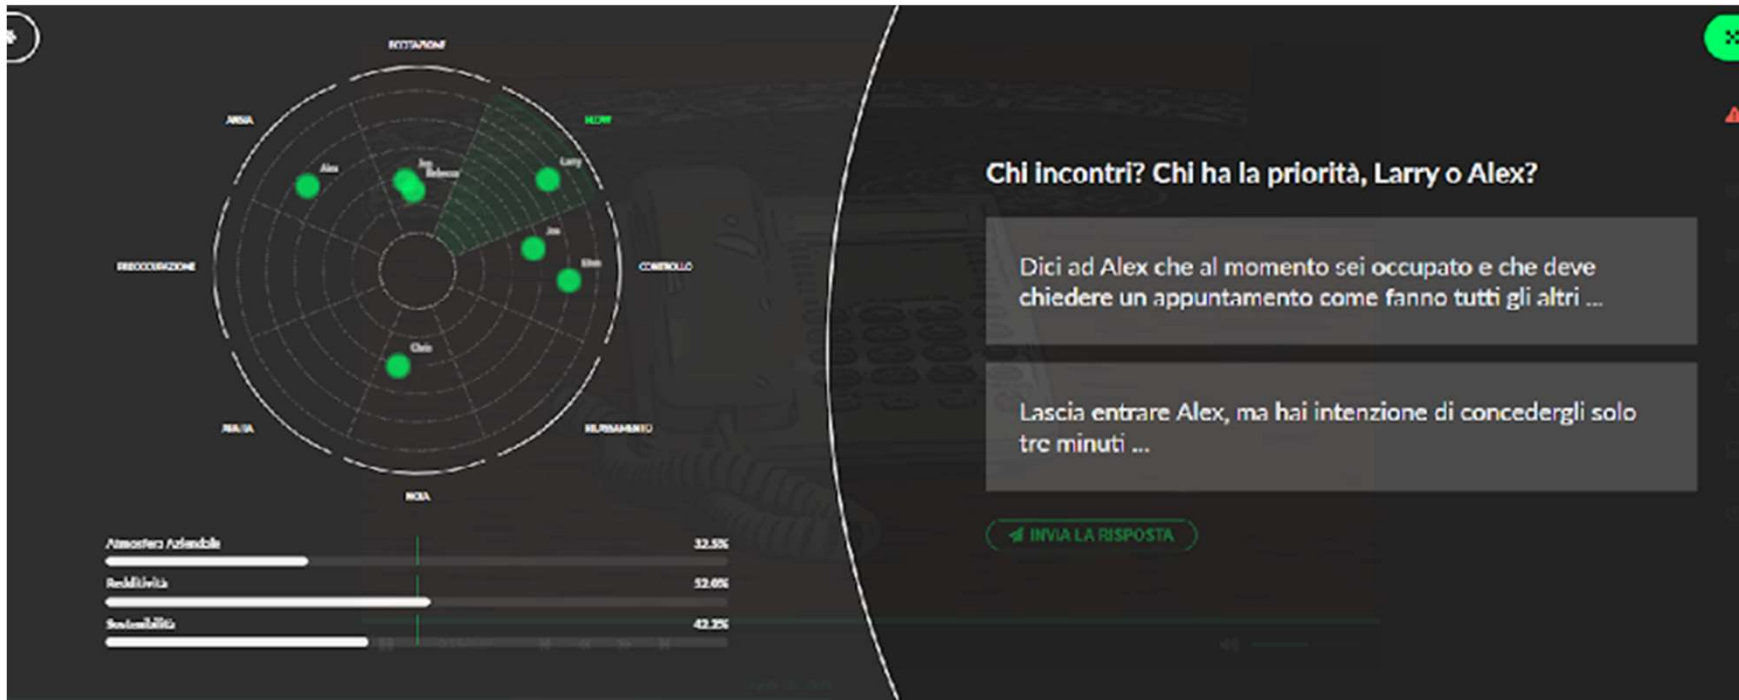 ECCITAZIONE
ANSIA
FLOW
Alex
Larry
Rebecca
PREOCCUPAZIONE
CONTROLLO
Chris
APATIA
RILASSAMENTO
NOIA
Atmosfera Aziendale 32.5%
Redditività 52.0%
Sostenibilità 42.2%
Chi incontri? Chi ha la priorità, Larry o Alex?
Dici ad Alex che al momento sei occupato e che deve
chiedere un appuntamento come fanno tutti gli altri ...
Lascia entrare Alex, ma hai intenzione di concedergli solo
tre minuti ...
INVIA LA RISPOSTA